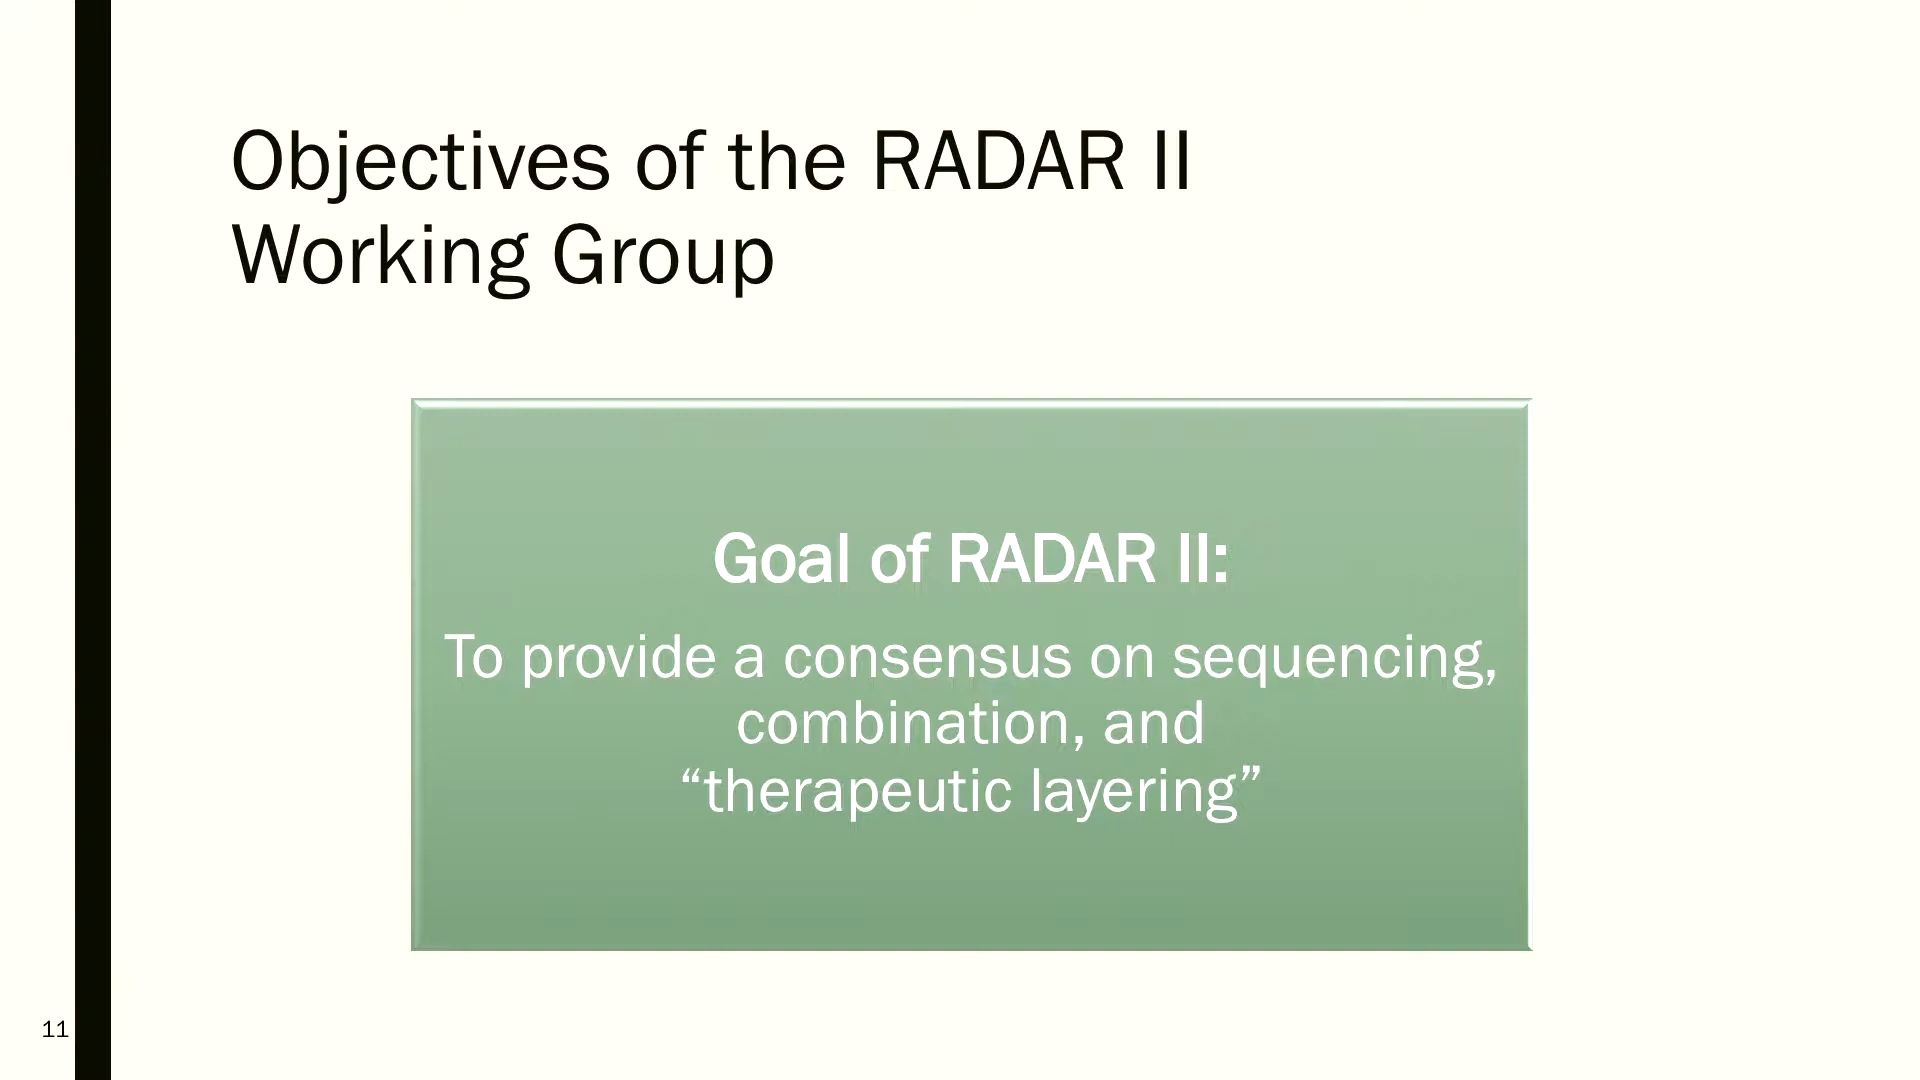 Objectives of the RADAR II
Working Group
Goal of RADAR II:
To provide a consensus on sequencing,
combination, and
“therapeutic layering”
11